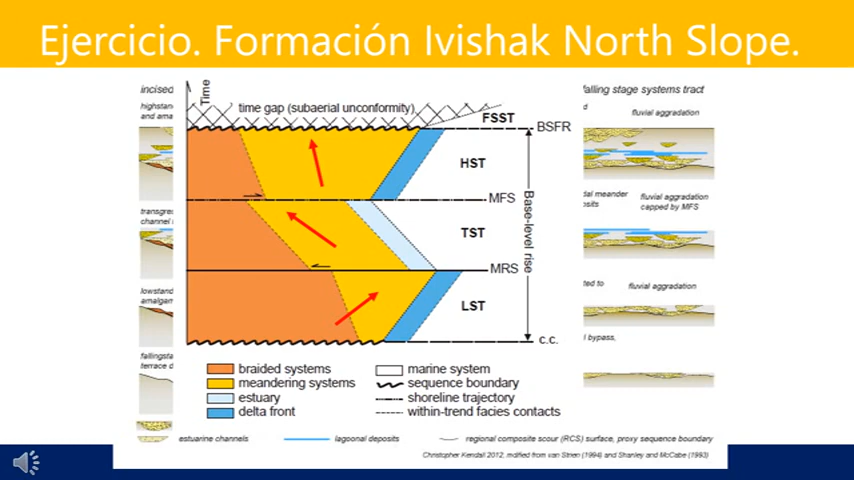 Ejercicio. Formación Ivishak North Slope.
incised
highstan
and ama
transgre
channel
lowstand
amalgan
fallingsta
terrace d
Time
time gap (subaerial unconformity)
FSST
BSFR
HST
MFS
TST
MRS
LST
c.c.
Base-level rise
falling stage systems tract
d
fluvial aggradation
dal meander
osits
fluvial aggradation
capped by MFS
ted to
fluvial aggradation
bypass,
braided systems
meandering systems
estuary
delta front
marine system
sequence boundary
shoreline trajectory
within-trend facies contacts
estuarine channels
lagoonal deposits
regional composite scour (RCS) surface, proxy sequence boundary
Christopher Kendall 2012, mdified from van Strien (1994) and Shanley and McCabe (1993)